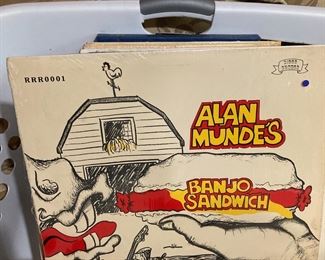 RRR0001
ALAN
MUNDE'S
BANJO
SANDWICH